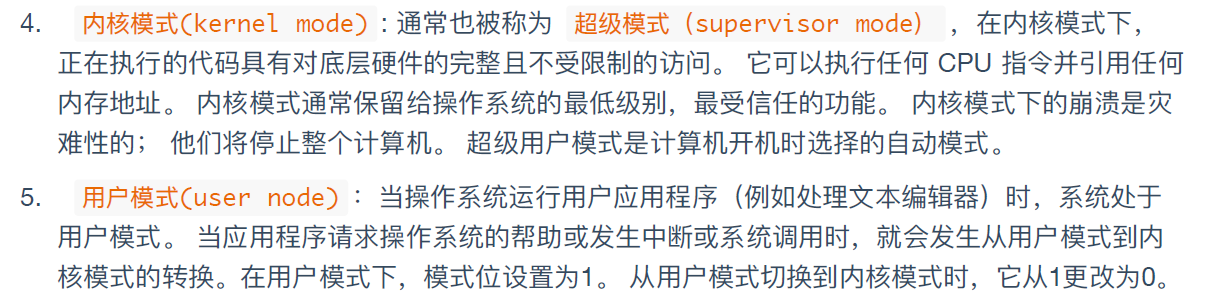 4. 内核模式(kernel mode)：通常也被称为 超级模式（supervisor mode），在内核模式下，
正在执行的代码具有对底层硬件的完整且不受限制的访问。 它可以执行任何 CPU 指令并引用任何
内存地址。 内核模式通常保留给操作系统的最低级别，最受信任的功能。 内核模式下的崩溃是灾
难性的； 他们将停止整个计算机。 超级用户模式是计算机开机时选择的自动模式。
5. 用户模式(user node)： 当操作系统运行用户应用程序（例如处理文本编辑器）时，系统处于
用户模式。 当应用程序请求操作系统的帮助或发生中断或系统调用时，就会发生从用户模式到内
核模式的转换。在用户模式下，模式位设置为1。 从用户模式切换到内核模式时，它从1更改为0。